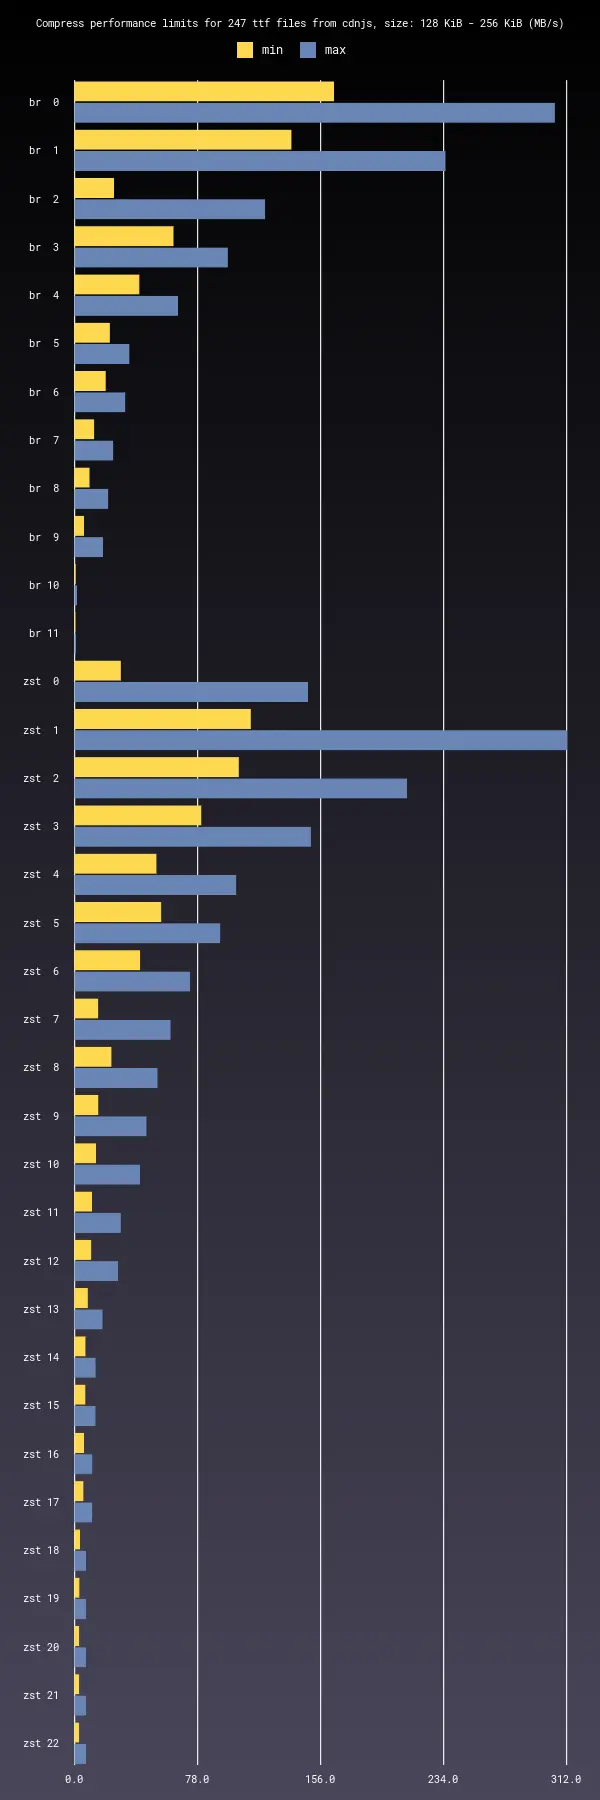 Compress performance limits for 247 ttf files from cdnjs, size: 128 KiB - 256 KiB (MB/s)
min max
br 0
br 1
br 2
br 3
br 4
br 5
br 6
br 7
br 8
br 9
br 10
br 11
zst 0
zst 1
zst 2
zst 3
zst 4
zst 5
zst 6
zst 7
zst 8
zst 9
zst 10
zst 11
zst 12
zst 13
zst 14
zst 15
zst 16
zst 17
zst 18
zst 19
zst 20
zst 21
zst 22
0.0 78.0 156.0 234.0 312.0